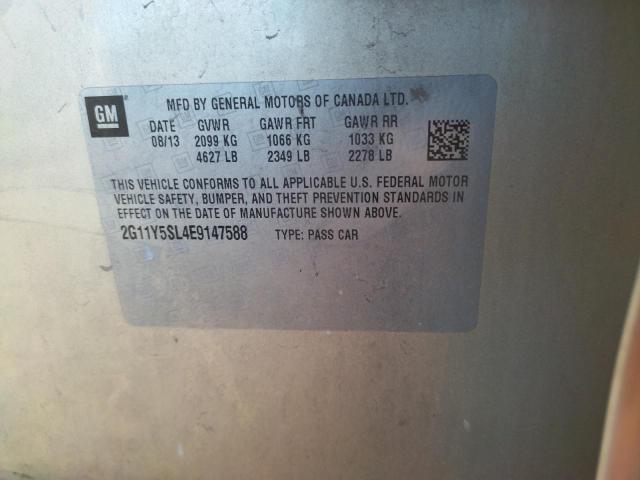 GM
MFD BY GENERAL MOTORS OF CANADA LTD.
DATE GVWR GAWR FRT GAWR RR
08/13 2099 KG 1066 KG 1033 KG
4627 LB 2349 LB 2278 LB
THIS VEHICLE CONFORMS TO ALL APPLICABLE U.S. FEDERAL MOTOR
VEHICLE SAFETY, BUMPER, AND THEFT PREVENTION STANDARDS IN
EFFECT ON THE DATE OF MANUFACTURE SHOWN ABOVE.
2G11Y5SL4E9147588 TYPE: PASS CAR